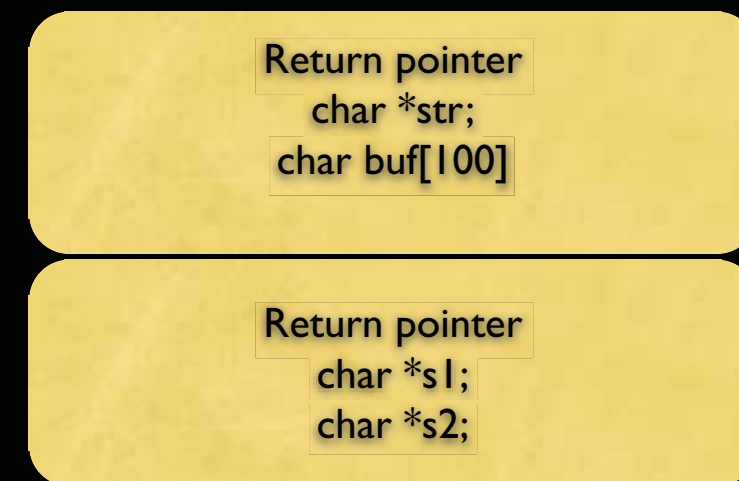 Return pointer
char *str;
char buf[100]
Return pointer
char *s1;
char *s2;